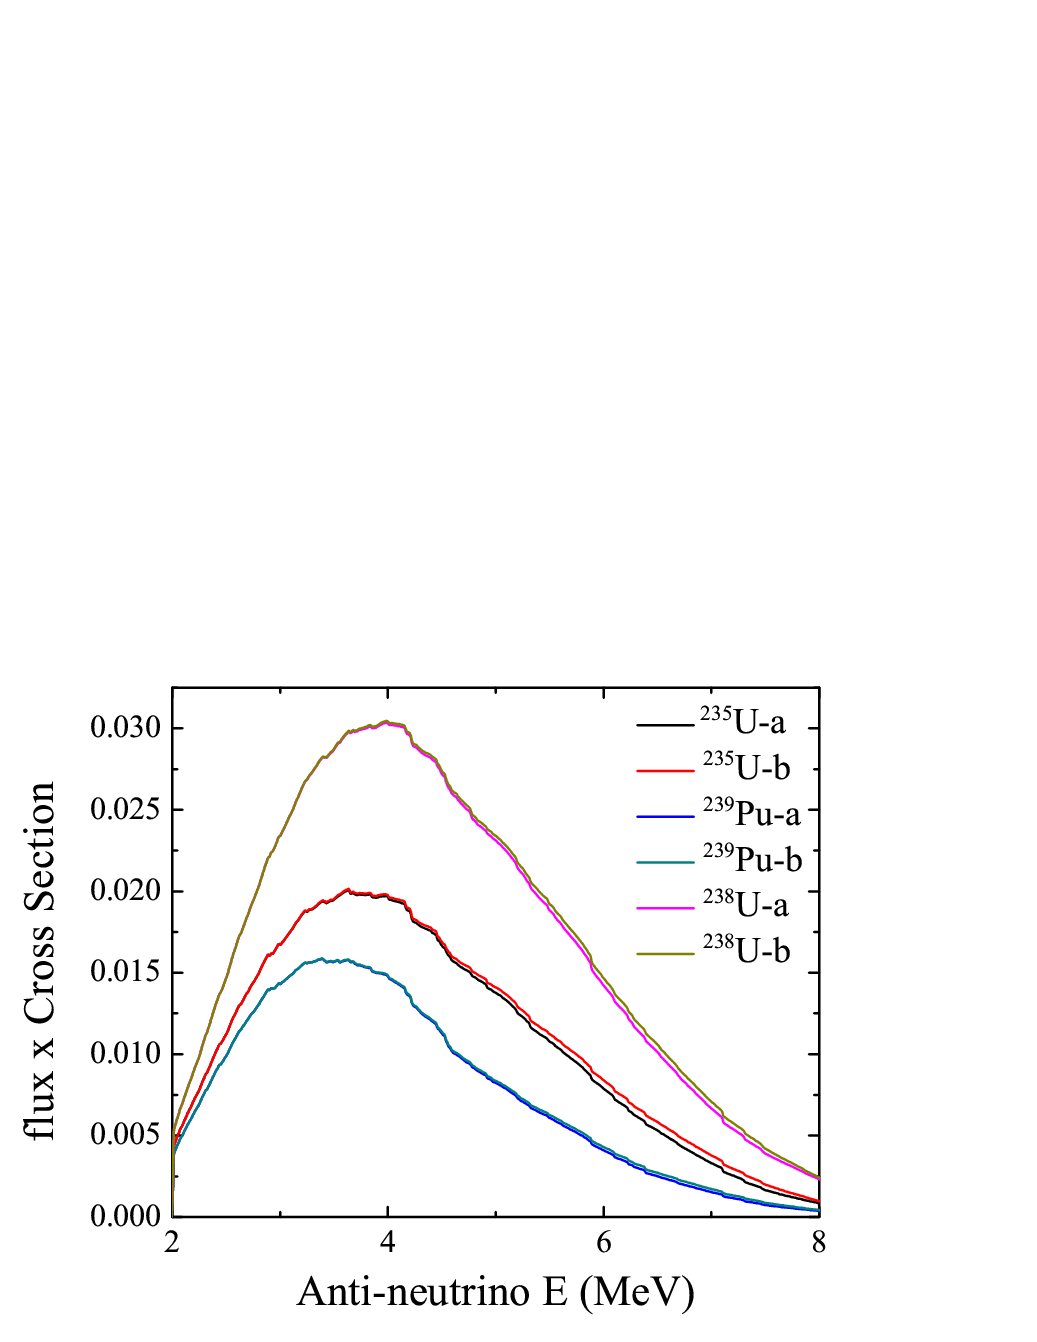 0.030
0.025
0.020
0.015
0.010
0.005
0.000
2
4
6
8
flux x Cross Section
Anti-neutrino E (MeV)
²³⁵U-a
²³⁵U-b
²³⁹Pu-a
²³⁹Pu-b
²³⁸U-a
²³⁸U-b